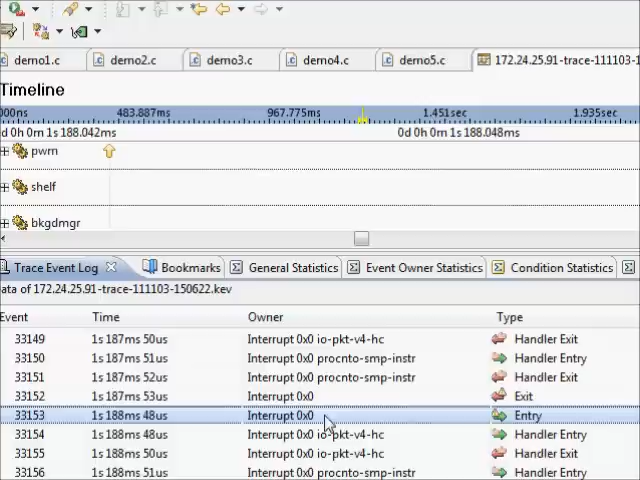 demo1.c demo2.c demo3.c demo4.c demo5.c 172.24.25.91-trace-111103-1
Timeline
000ns 483.887ms 967.775ms 1.451sec 1.935sec
d 0h 0m 1s 188.042ms 0d 0h 0m 1s 188.048ms
pwm
shelf
bkgdmgr
Trace Event Log Bookmarks General Statistics Event Owner Statistics Condition Statistics
ata of 172.24.25.91-trace-111103-150622.kev
Event Time Owner Type
33149 1s 187ms 50us Interrupt 0x0 io-pkt-v4-hc Handler Exit
33150 1s 187ms 51us Interrupt 0x0 procnto-smp-instr Handler Entry
33151 1s 187ms 52us Interrupt 0x0 procnto-smp-instr Handler Exit
33152 1s 187ms 53us Interrupt 0x0 Exit
33153 1s 188ms 48us Interrupt 0x0 Entry
33154 1s 188ms 48us Interrupt 0x0 io-pkt-v4-hc Handler Entry
33155 1s 188ms 50us Interrupt 0x0 io-pkt-v4-hc Handler Exit
33156 1s 188ms 51us Interrupt 0x0 procnto-smp-instr Handler Entry